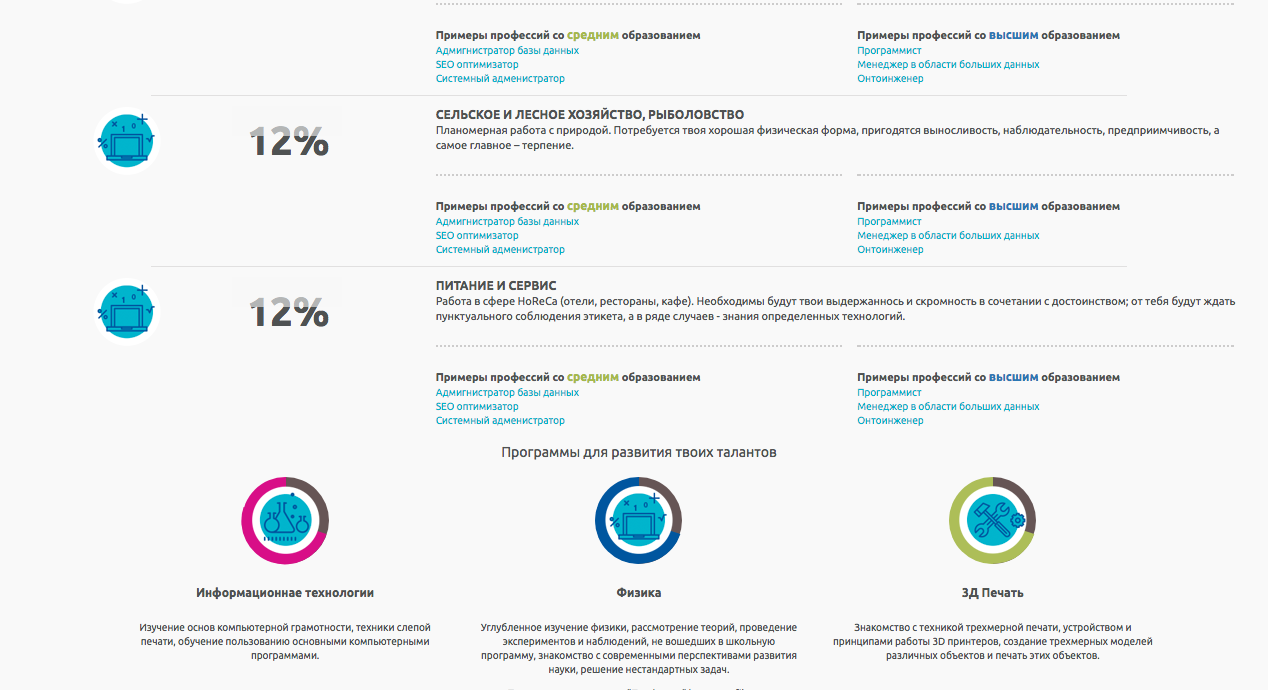 Примеры профессий со средним образованием
Примеры профессий со высшим образованием
Адмнистратор базы данных
Программист
SEO оптимизатор
Менеджер в области больших данных
Системный адменистратор
Онтоинженер
12%
СЕЛЬСКОЕ И ЛЕСНОЕ ХОЗЯЙСТВО, РЫБОЛОВСТВО
Планомерная работа с природой. Потребуется твоя хорошая физическая форма, пригодятся выносливость, наблюдательность, предприимчивость, а
самое главное – терпение.
Примеры профессий со средним образованием
Примеры профессий со высшим образованием
Адмнистратор базы данных
Программист
SEO оптимизатор
Менеджер в области больших данных
Системный адменистратор
Онтоинженер
12%
ПИТАНИЕ И СЕРВИС
Работа в сфере HoReCa (отели, рестораны, кафе). Необходимы будут твои выдержаннось и скромность в сочетании с достоинством; от тебя будут ждать
пунктуального соблюдения этикета, а в ряде случаев - знания определенных технологий.
Примеры профессий со средним образованием
Примеры профессий со высшим образованием
Адмнистратор базы данных
Программист
SEO оптимизатор
Менеджер в области больших данных
Системный адменистратор
Онтоинженер
Программы для развития твоих талантов
Информационнае технологии
Изучение основ компьютерной грамотности, техники слепой
печати, обучение пользованию основными компьютерными
программами.
Физика
Углубленное изучение физики, рассмотрение теорий, проведение
экспериментов и наблюдений, не вошедших в школьную
программу, знакомство с современными перспективами развития
науки, решение нестандартных задач.
3Д Печать
Знакомство с техникой трехмерной печати, устройством и
принципами работы 3D принтеров, создание трехмерных моделей
различных объектов и печать этих объектов.